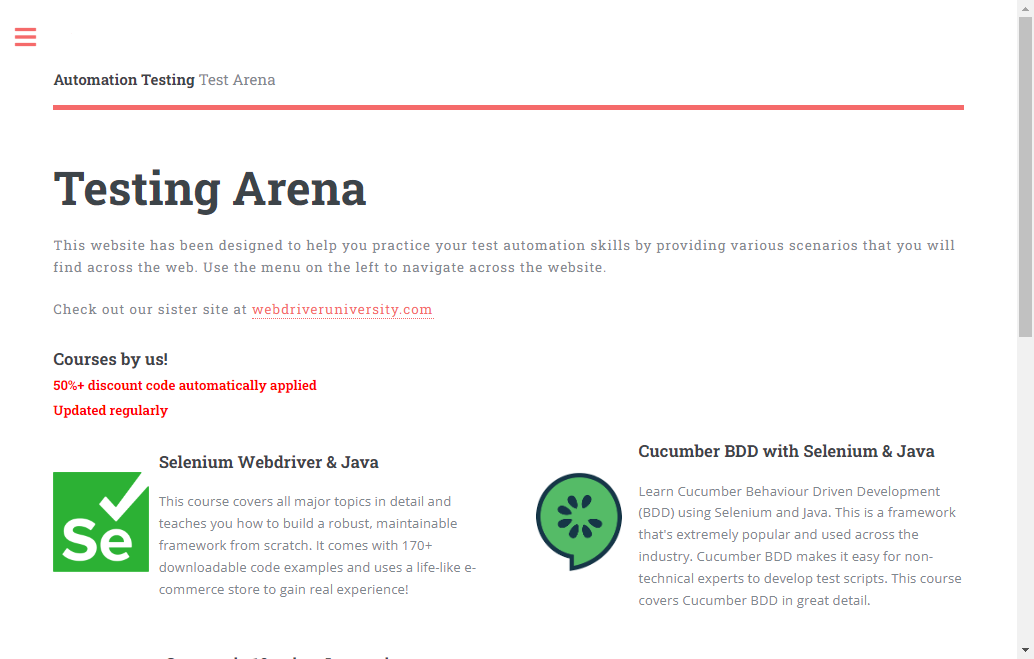 Automation Testing Test Arena
Testing Arena
This website has been designed to help you practice your test automation skills by providing various scenarios that you will
find across the web. Use the menu on the left to navigate across the website.
Check out our sister site at webdriveruniversity.com
Courses by us!
50%+ discount code automatically applied
Updated regularly
Selenium Webdriver & Java
Se
This course covers all major topics in detail and
teaches you how to build a robust, maintainable
framework from scratch. It comes with 170+
downloadable code examples and uses a life-like e-
commerce store to gain real experience!
Cucumber BDD with Selenium & Java
Learn Cucumber Behaviour Driven Development
(BDD) using Selenium and Java. This is a framework
that's extremely popular and used across the
industry. Cucumber BDD makes it easy for non-
technical experts to develop test scripts. This course
covers Cucumber BDD in great detail.